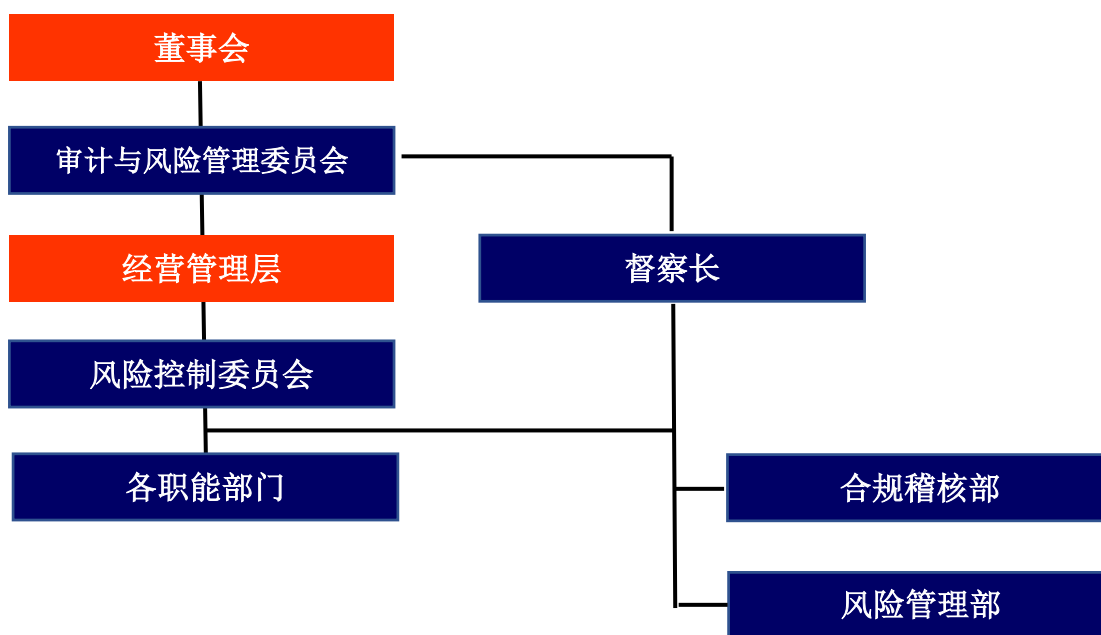 董事会
审计与风险管理委员会
经营管理层
督察长
风险控制委员会
各职能部门
合规稽核部
风险管理部